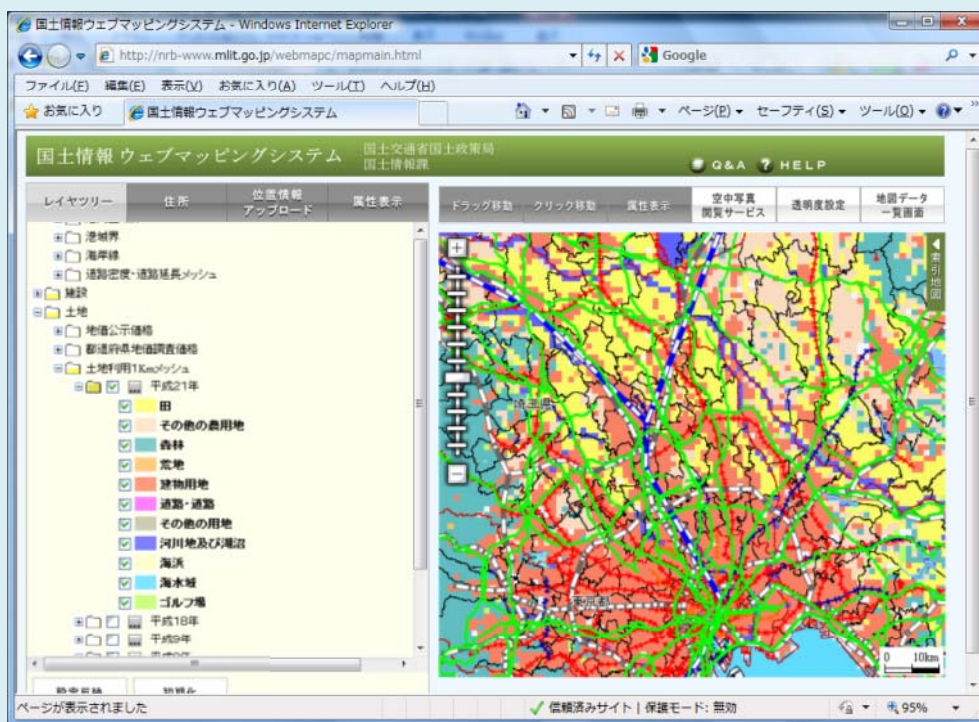 国土情報ウェブマッピングシステム - Windows Internet Explorer
http://nrb-www.mlit.go.jp/webmapc/mapmain.html
Google
ファイル(F) 編集(E) 表示(V) お気に入り(A) ツール(T) ヘルプ(H)
お気に入り 国土情報ウェブマッピングシステム
ページ(P) セーフティ(S) ツール(O)
国土情報 ウェブマッピングシステム
国土交通省国土政策局
国土情報課
Q&A HELP
レイヤツリー 住所 位置情報アップロード 属性表示
ドラッグ移動 クリック移動 属性表示 空中写真閲覧サービス 透明度設定 地図データ一覧画面
港域界
海岸線
道路密度・道路延長メッシュ
施設
土地
地価公示価格
都道府県地価調査価格
土地利用1Kmメッシュ
平成21年
田
その他の農用地
森林
荒地
建物用地
道路・道路
その他の用地
河川地及び湖沼
海浜
海水域
ゴルフ場
平成18年
平成9年
索引地図
埼玉県
東京都
0 10km
ページが表示されました
信頼済みサイト | 保護モード: 無効
95%